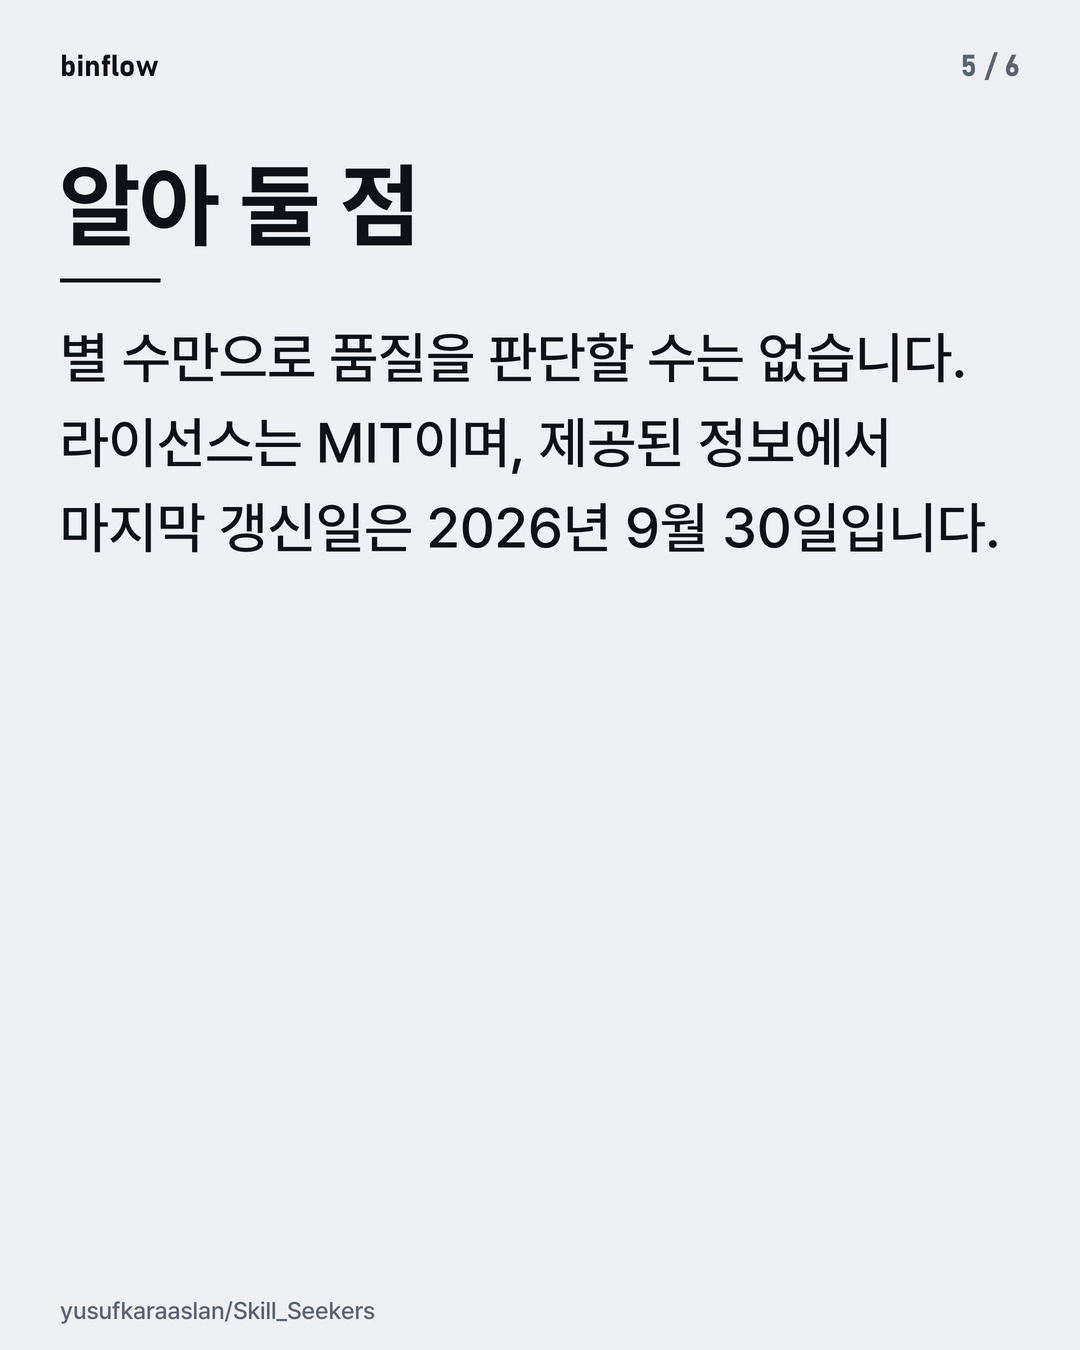 binflow
5 / 6
알아 둘 점
별 수만으로 품질을 판단할 수는 없습니다.
라이선스는 MIT이며, 제공된 정보에서
마지막 갱신일은 2026년 9월 30일입니다.
yusufkaraaslan/Skill_Seekers